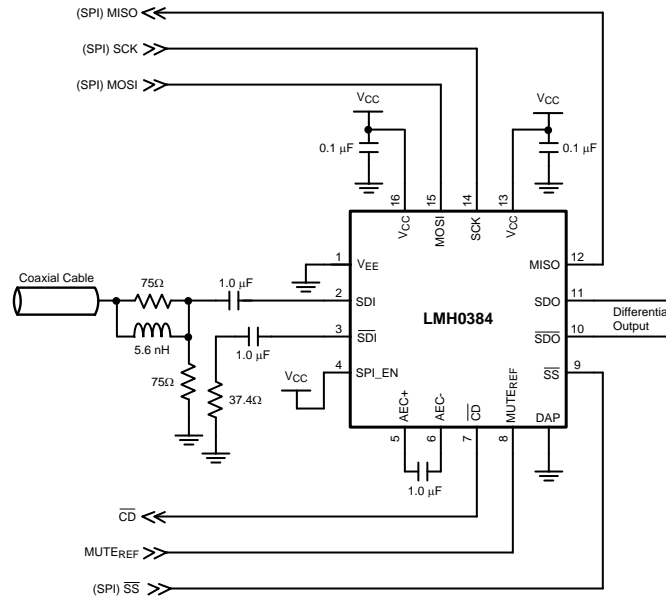 (SPI) MISO
(SPI) SCK
(SPI) MOSI
VCC
VCC
0.1 μF
0.1 μF
16
15
14
13
VCC
MOSI
SCK
VCC
1
VEE
MISO
12
Coaxial Cable
75Ω
1.0 μF
2
SDI
SDO
11
LMH0384
Differential
Output
5.6 nH
1.0 μF
3
SDI
SDO
10
VCC
4
SPI_EN
SS
9
75Ω
37.4Ω
AEC+
AEC-
CD
MUTEREF
DAP
5
6
7
8
1.0 μF
CD
MUTEREF
(SPI) SS